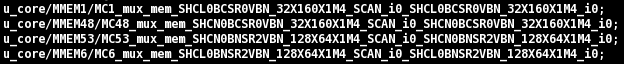 u_core/MMEM1/MC1_mux_mem_SHCL0BCSR0VBN_32X160X1M4_SCAN_i0_SHCL0BCSR0VBN_32X160X1M4_i0;
u_core/MMEM48/MC48_mux_mem_SHCN0BCSR0VBN_32X160X1M4_SCAN_i0_SHCN0BCSR0VBN_32X160X1M4_i0;
u_core/MMEM53/MC53_mux_mem_SHCN0BNSR2VBN_128X64X1M4_SCAN_i0_SHCN0BNSR2VBN_128X64X1M4_i0;
u_core/MMEM6/MC6_mux_mem_SHCL0BNSR2VBN_128X64X1M4_SCAN_i0_SHCL0BNSR2VBN_128X64X1M4_i0;